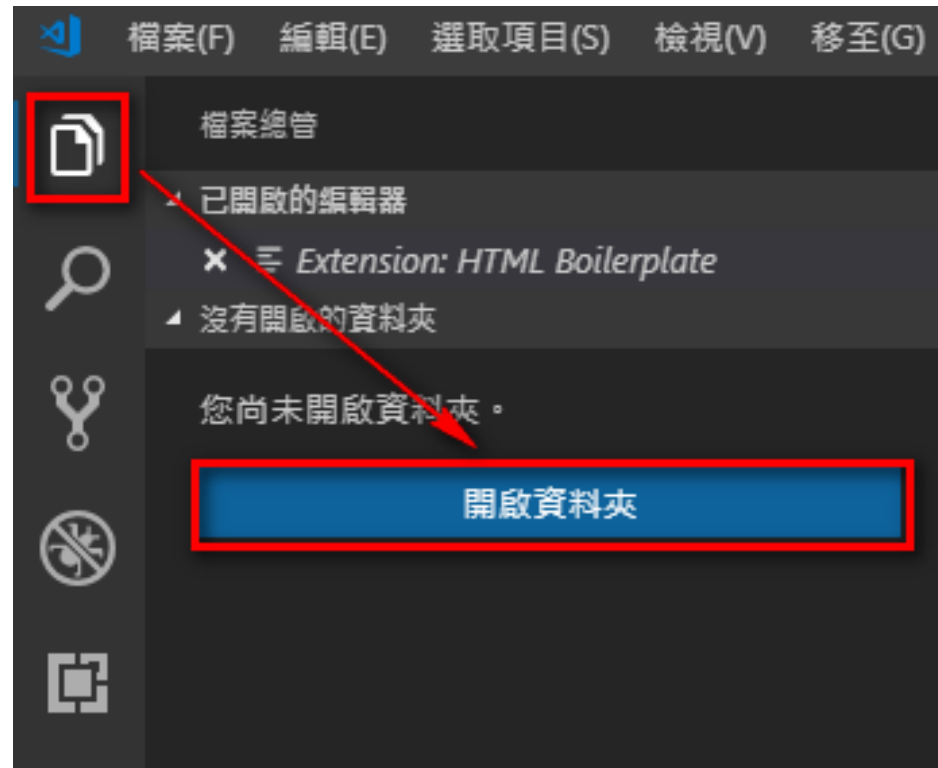 檔案(F) 編輯(E) 選取項目(S) 檢視(V) 移至(G)
檔案總管
已開啟的編輯器
Extension: HTML Boilerplate
沒有開啟的資料夾
您尚未開啟資料夾。
開啟資料夾